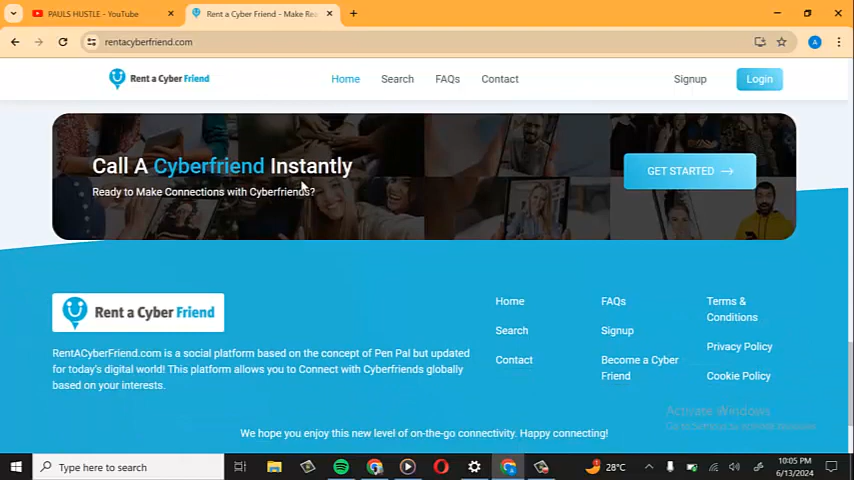 PAULS HUSTLE - YouTube
Rent a Cyber Friend – Make Rea
rentacyberfriend.com
Rent a Cyber Friend
Home
Search
FAQs
Contact
Signup
Login
Call A Cyberfriend Instantly
Ready to Make Connections with Cyberfriends?
GET STARTED
Rent a Cyber Friend
RentACyberFriend.com is a social platform based on the concept of Pen Pal but updated
for today's digital world! This platform allows you to Connect with Cyberfriends globally
based on your interests.
Home
Search
Contact
FAQs
Signup
Become a Cyber
Friend
Terms &
Conditions
Privacy Policy
Cookie Policy
Activate Windows
Go to Settings to activate Windows.
We hope you enjoy this new level of on-the-go connectivity. Happy connecting!
Type here to search
28°C
10:05 PM
6/13/2024